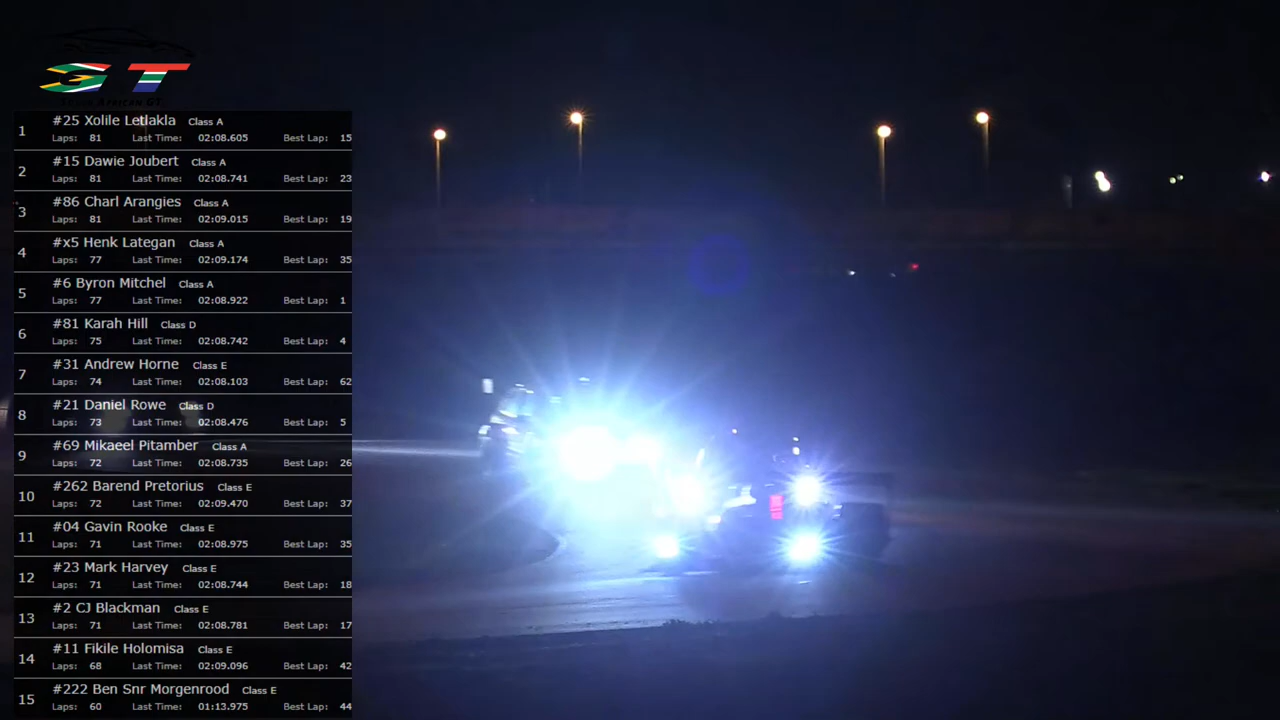 GT
South African GT
1
#25 Xolile Letlakla Class A
Laps: 81 Last Time: 02:08.605 Best Lap: 15
2
#15 Dawie Joubert Class A
Laps: 81 Last Time: 02:08.741 Best Lap: 23
3
#86 Charl Arangies Class A
Laps: 81 Last Time: 02:09.015 Best Lap: 19
4
#x5 Henk Lategan Class A
Laps: 77 Last Time: 02:09.174 Best Lap: 35
5
#6 Byron Mitchel Class A
Laps: 77 Last Time: 02:08.922 Best Lap: 1
6
#81 Karah Hill Class D
Laps: 75 Last Time: 02:08.742 Best Lap: 4
7
#31 Andrew Horne Class E
Laps: 74 Last Time: 02:08.103 Best Lap: 62
8
#21 Daniel Rowe Class D
Laps: 73 Last Time: 02:08.476 Best Lap: 5
9
#69 Mikaeel Pitamber Class A
Laps: 72 Last Time: 02:08.735 Best Lap: 26
10
#262 Barend Pretorius Class E
Laps: 72 Last Time: 02:09.470 Best Lap: 37
11
#04 Gavin Rooke Class E
Laps: 71 Last Time: 02:08.975 Best Lap: 35
12
#23 Mark Harvey Class E
Laps: 71 Last Time: 02:08.744 Best Lap: 18
13
#2 CJ Blackman Class E
Laps: 71 Last Time: 02:08.781 Best Lap: 17
14
#11 Fikile Holomisa Class E
Laps: 68 Last Time: 02:09.096 Best Lap: 42
15
#222 Ben Snr Morgenrood Class E
Laps: 60 Last Time: 01:13.975 Best Lap: 44